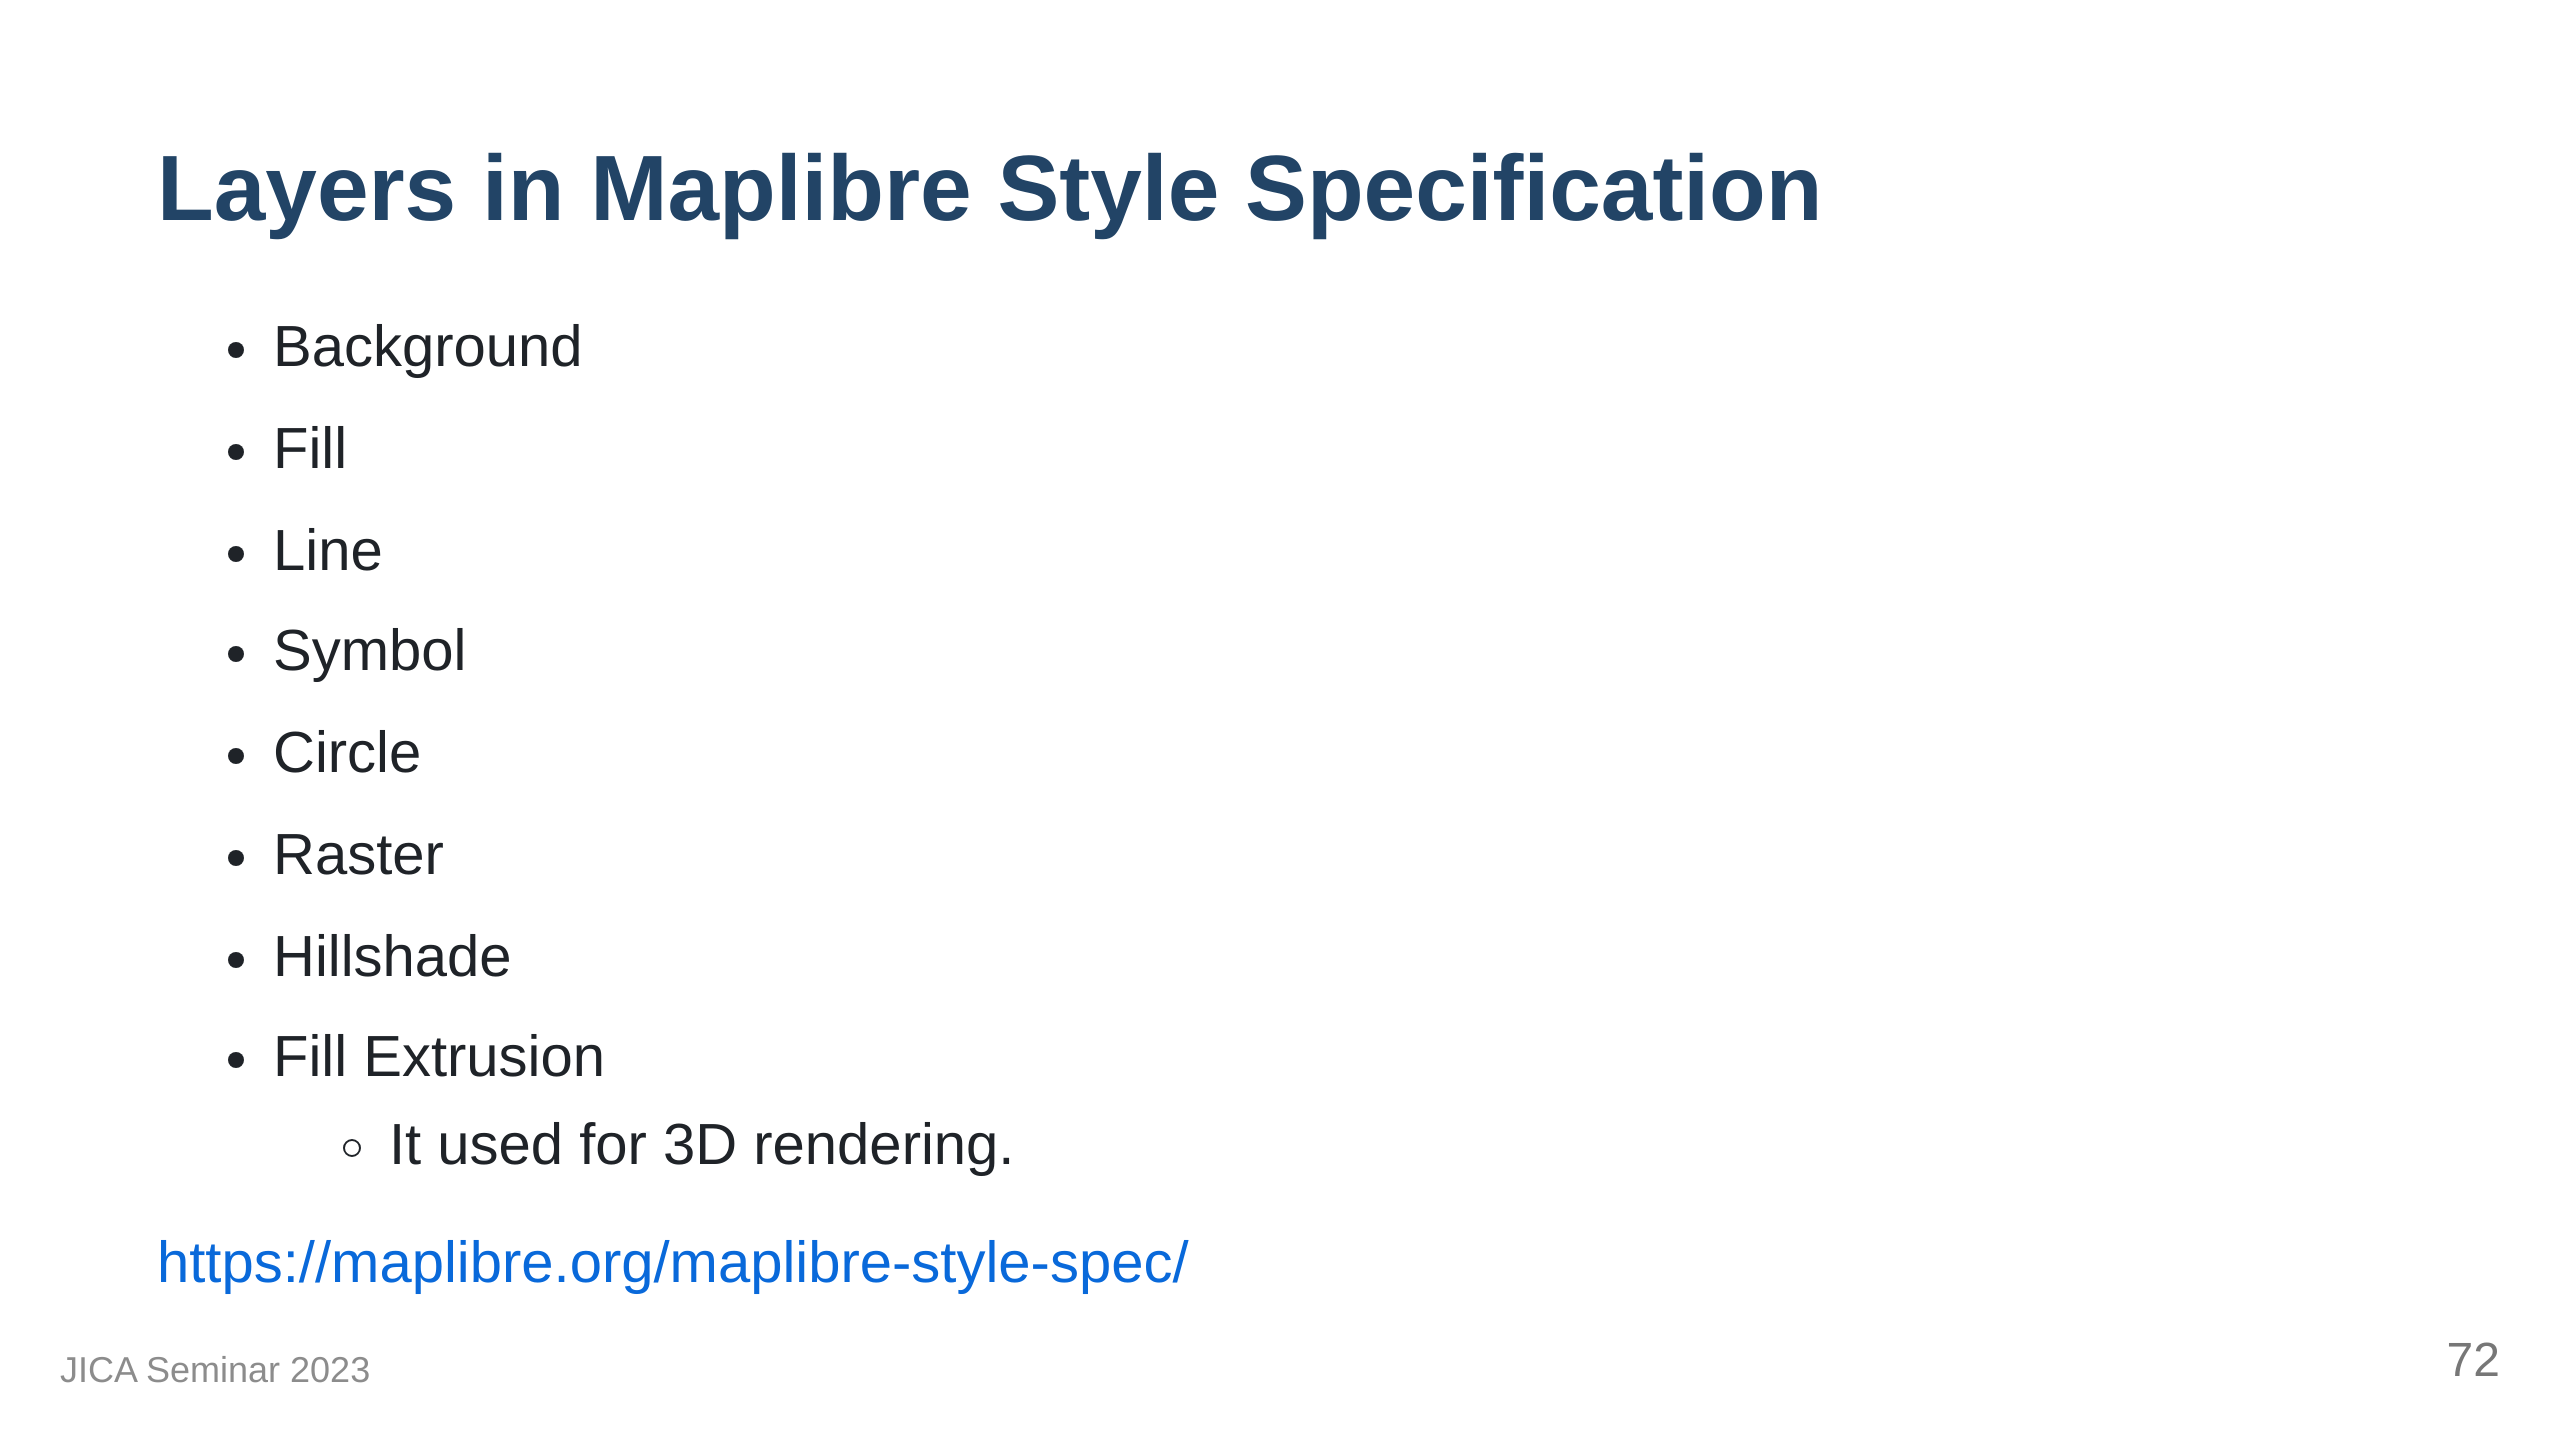 Layers in Maplibre Style Specification
Background
Fill
Line
Symbol
Circle
Raster
Hillshade
Fill Extrusion
It used for 3D rendering.
https://maplibre.org/maplibre-style-spec/
JICA Seminar 2023
72